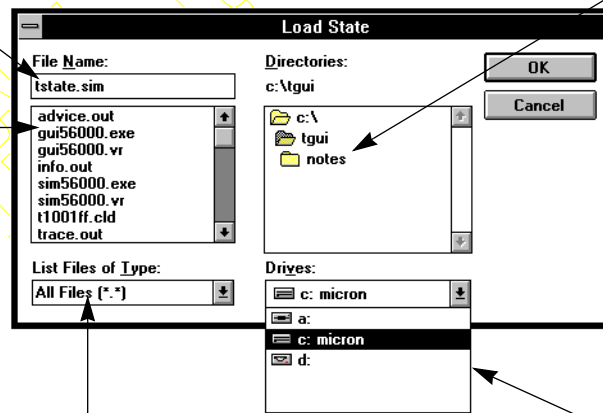 Load State
File Name:
tstate.sim
advice.out
gui56000.exe
gui56000.vr
info.out
sim56000.exe
sim56000.vr
t1001ff.cld
trace.out
List Files of Type:
All Files (*.*)
Directories:
c:\tgui
c:\
tgui
notes
Drives:
c: micron
a:
c: micron
d:
OK
Cancel